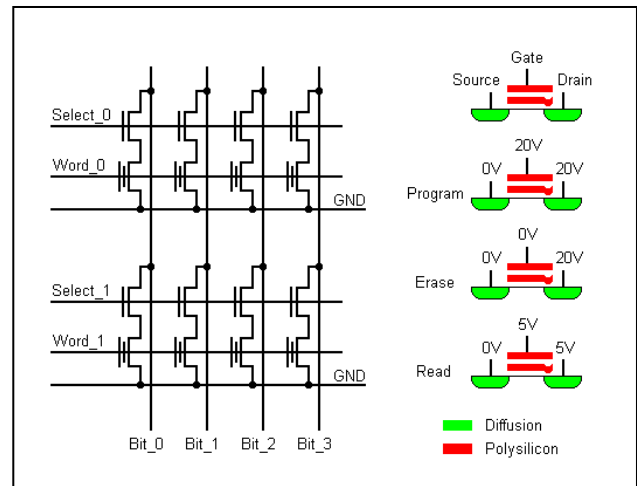 Select_0
Word_0
GND
Select_1
Word_1
GND
Bit_0 Bit_1 Bit_2 Bit_3
Gate
Source Drain
20V
0V 20V
Program
0V
0V 20V
Erase
5V
0V 5V
Read
Diffusion
Polysilicon